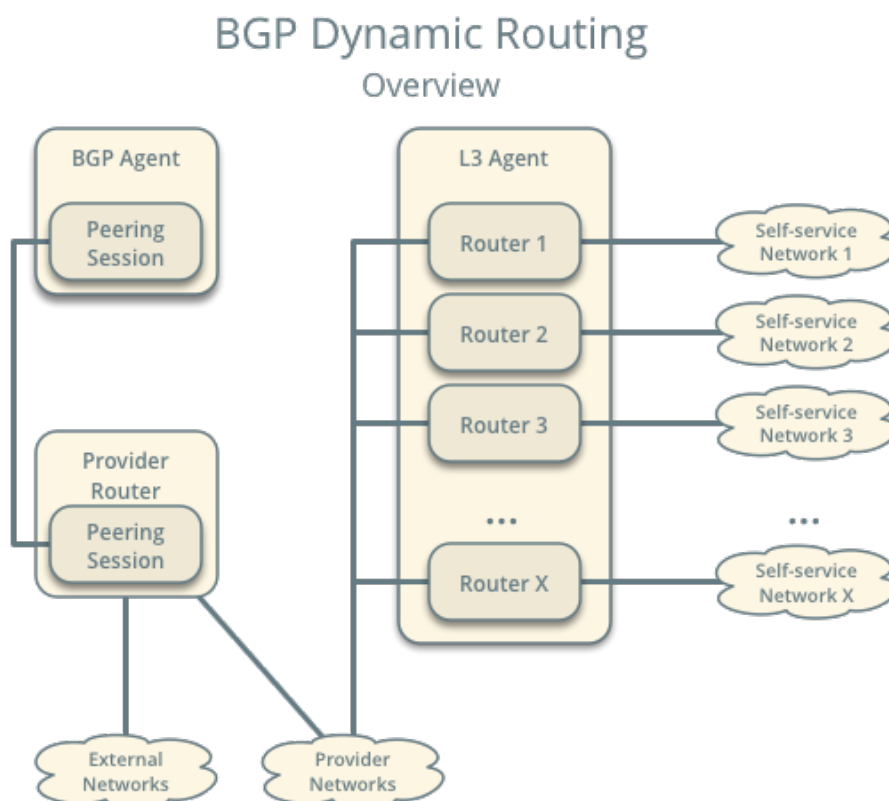 BGP Dynamic Routing
Overview
BGP Agent
Peering
Session
Provider
Router
Peering
Session
External
Networks
Provider
Networks
L3 Agent
Router 1
Router 2
Router 3
...
Router X
Self-service
Network 1
Self-service
Network 2
Self-service
Network 3
...
Self-service
Network X